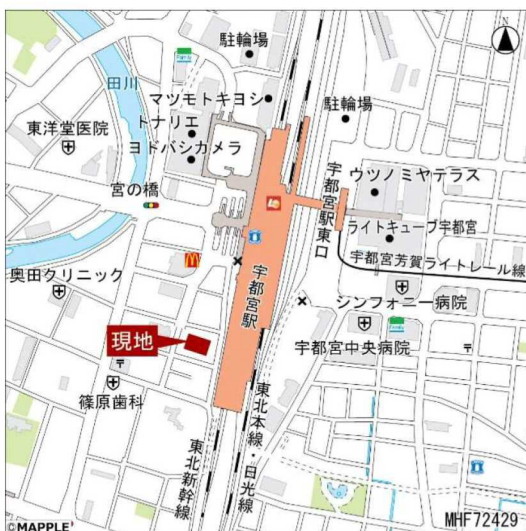 N
駐輪場
田川
Family
マツモトキヨシ
駐輪場
トナリエ
東洋堂医院
ヨドバシカメラ
ウツノミヤテラス
宮の橋
宇都宮駅東口
ライトキューブ宇都宮
宇都宮芳賀ライトレール線
奥田クリニック
宇都宮駅
シンフォニー病院
Family
現地
宇都宮中央病院
篠原歯科
東北本線・日光線
東北新幹線
©MAPPLE
MHF72429